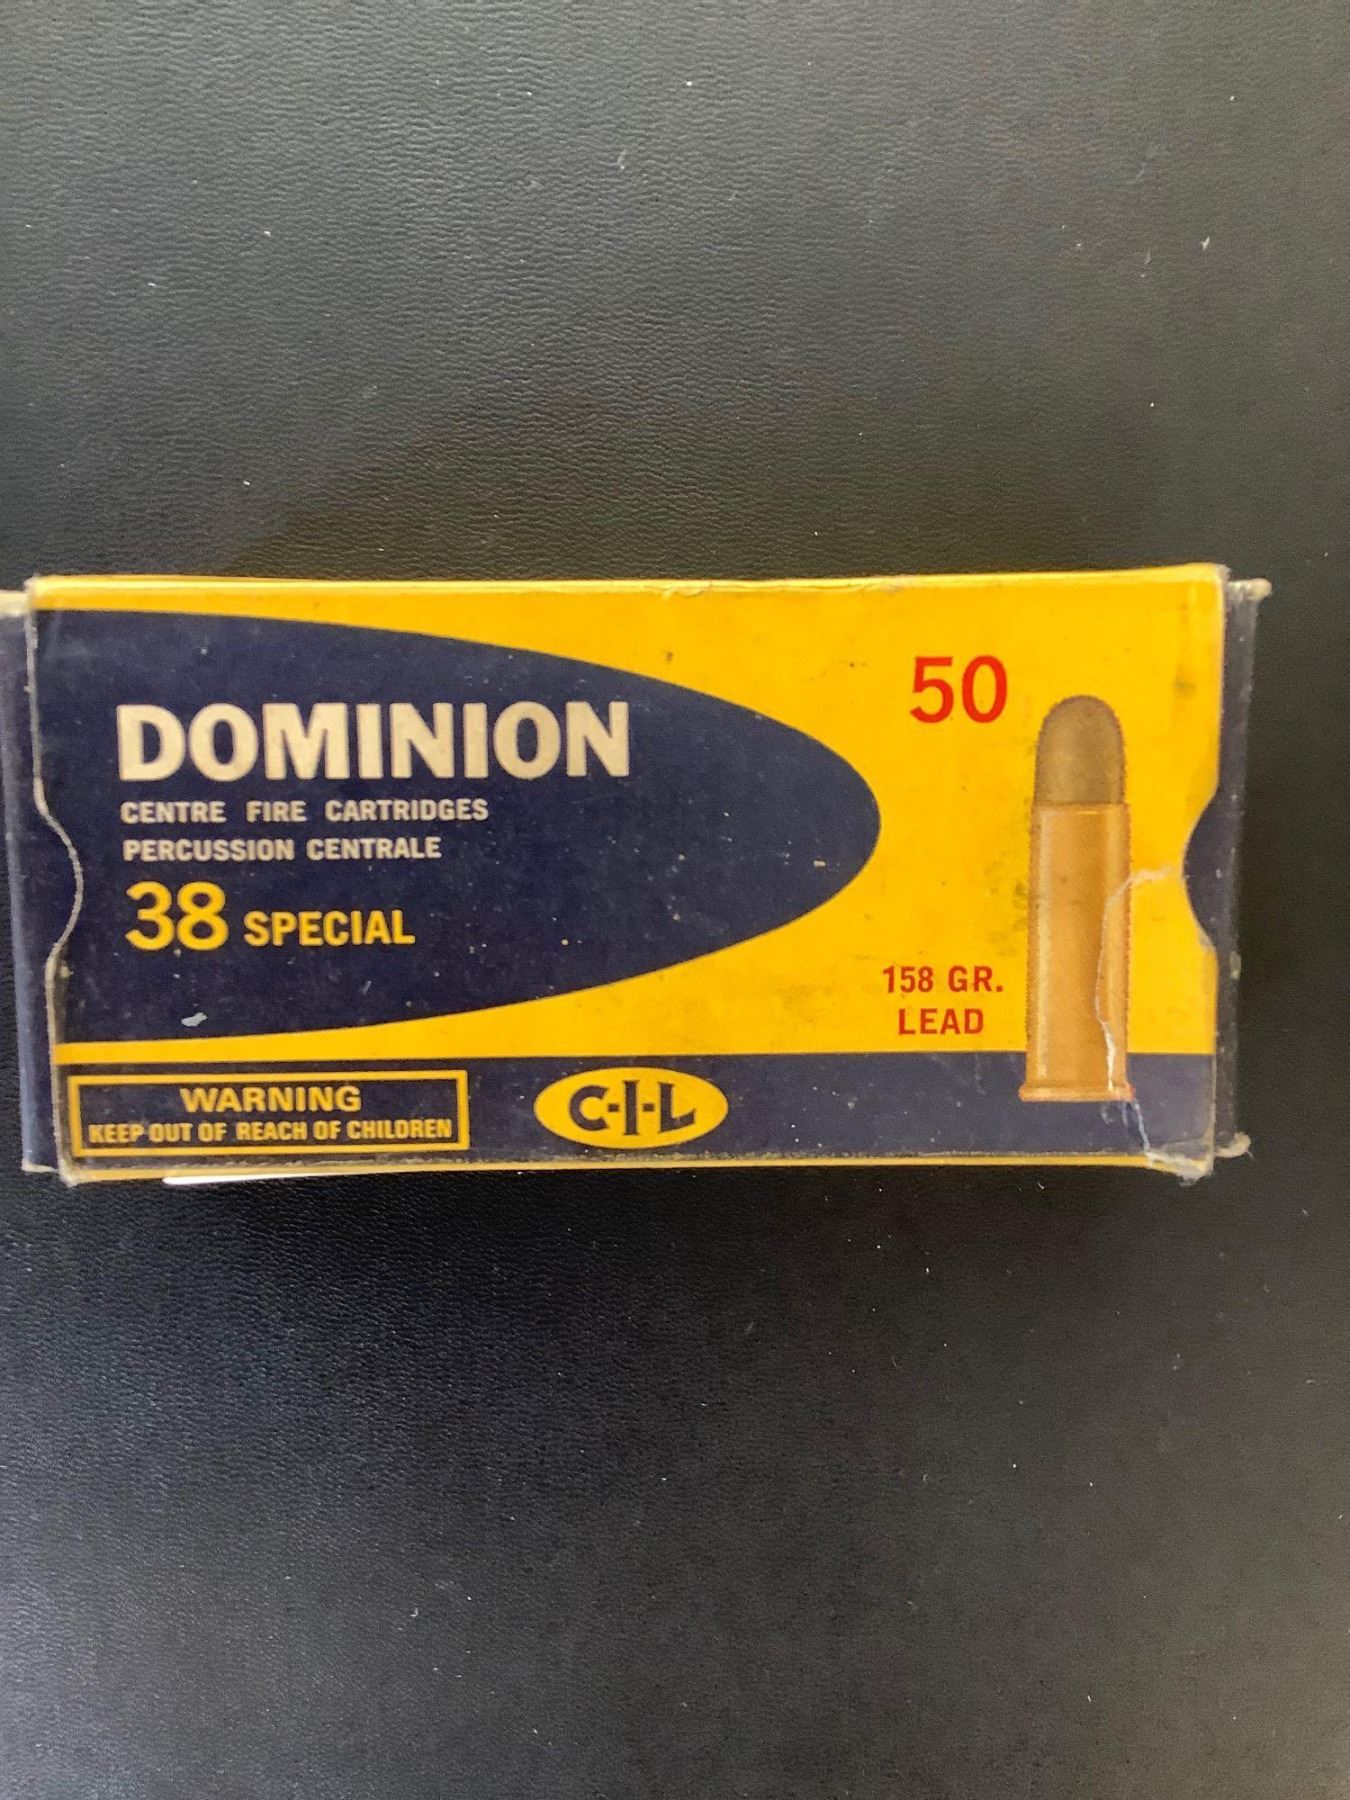 DOMINION
CENTRE FIRE CARTRIDGES
PERCUSSION CENTRALE
38 SPECIAL
50
158 GR.
LEAD
WARNING
KEEP OUT OF REACH OF CHILDREN
C-I-L